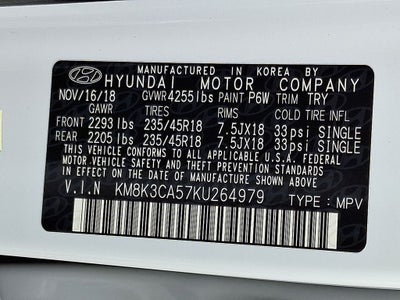 MANUFACTURED IN KOREA BY
HYUNDAI MOTOR COMPANY
NOV/16/18 GVWR 4255 lbs PAINT P6W TRIM TRY
GAWR TIRES RIMS COLD TIRE INFL
FRONT 2293 lbs 235/45R18 7.5JX18 33psi SINGLE
REAR 2205 lbs 235/45R18 7.5JX18 33psi SINGLE
THIS VEHICLE CONFORMS TO ALL APPLICABLE U.S.A. FEDERAL
MOTOR VEHICLE SAFETY AND THEFT PREVENTION STANDARDS
IN EFFECT ON THE DATE OF MANUFACTURE SHOWN ABOVE.
V.I.N KM8K3CA57KU264979 TYPE: MPV